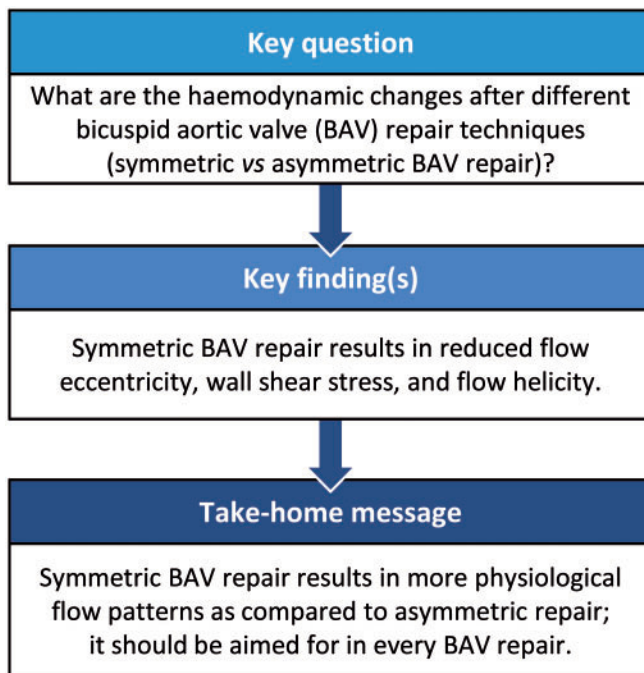 Key question
What are the haemodynamic changes after different
bicuspid aortic valve (BAV) repair techniques
(symmetric vs asymmetric BAV repair)?
Key finding(s)
Symmetric BAV repair results in reduced flow
eccentricity, wall shear stress, and flow helicity.
Take-home message
Symmetric BAV repair results in more physiological
flow patterns as compared to asymmetric repair;
it should be aimed for in every BAV repair.